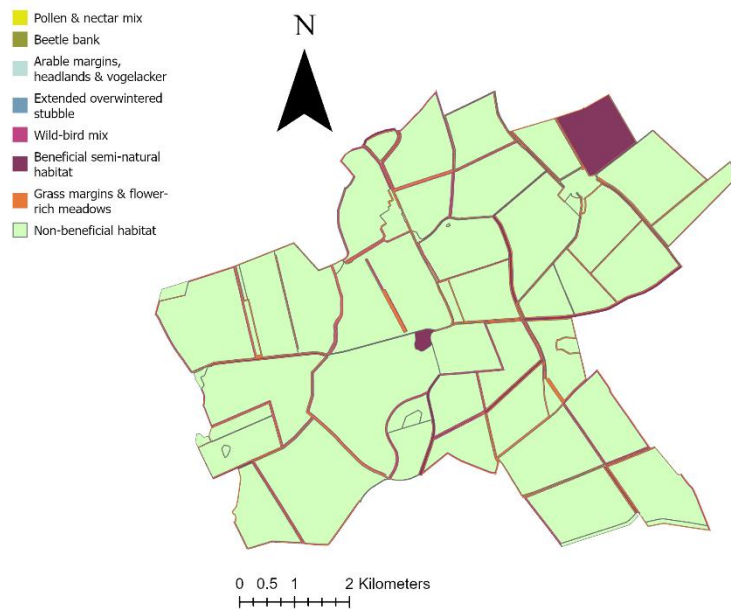 Pollen & nectar mix
Beetle bank
Arable margins,
headlands & vogelacker
Extended overwintered
stubble
Wild-bird mix
Beneficial semi-natural
habitat
Grass margins & flower-
rich meadows
Non-beneficial habitat
N
0 0.5 1 2 Kilometers